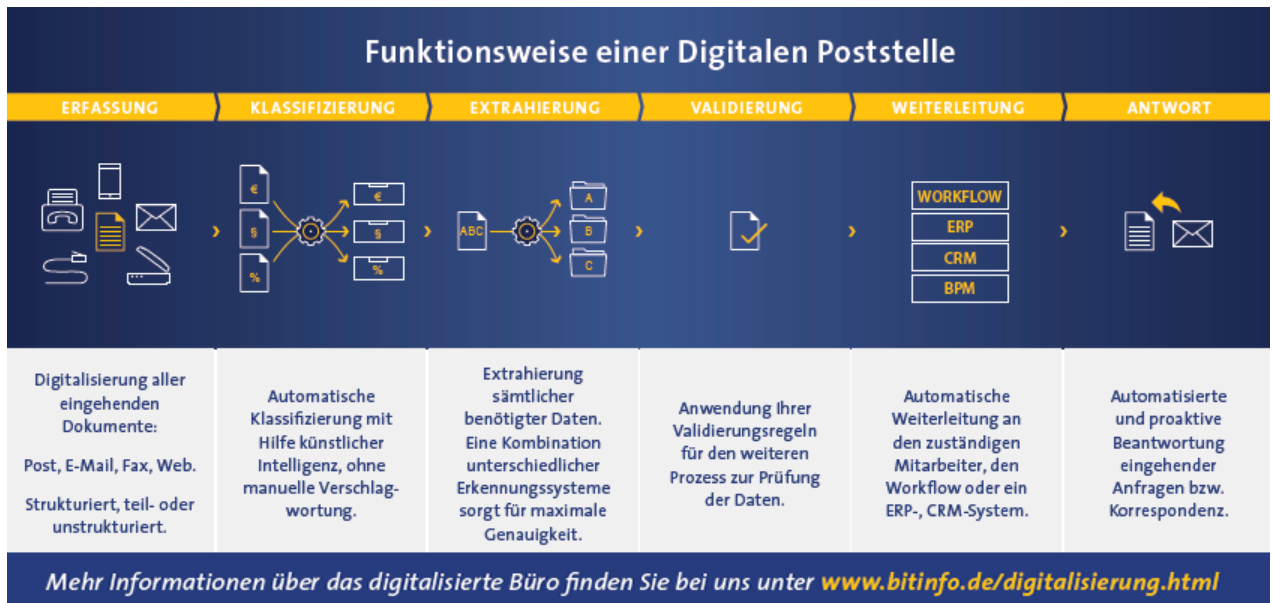 Funktionsweise einer Digitalen Poststelle
ERFASSUNG
KLASSIFIZIERUNG
EXTRAHIERUNG
VALIDIERUNG
WEITERLEITUNG
ANTWORT
€
§
%
€
§
%
ABC
A
B
C
WORKFLOW
ERP
CRM
BPM
Digitalisierung aller
eingehenden
Dokumente:
Post, E-Mail, Fax, Web.
Strukturiert, teil- oder
unstrukturiert.
Automatische
Klassifizierung mit
Hilfe künstlicher
Intelligenz, ohne
manuelle Verschlag-
wortung.
Extrahierung
sämtlicher
benötigter Daten.
Eine Kombination
unterschiedlicher
Erkennungssysteme
sorgt für maximale
Genauigkeit.
Anwendung Ihrer
Validierungsregeln
für den weiteren
Prozess zur Prüfung
der Daten.
Automatische
Weiterleitung an
den zuständigen
Mitarbeiter, den
Workflow oder ein
ERP-, CRM-System.
Automatisierte
und proaktive
Beantwortung
eingehender
Anfragen bzw.
Korrespondenz.
Mehr Informationen über das digitalisierte Büro finden Sie bei uns unter www.bitinfo.de/digitalisierung.html